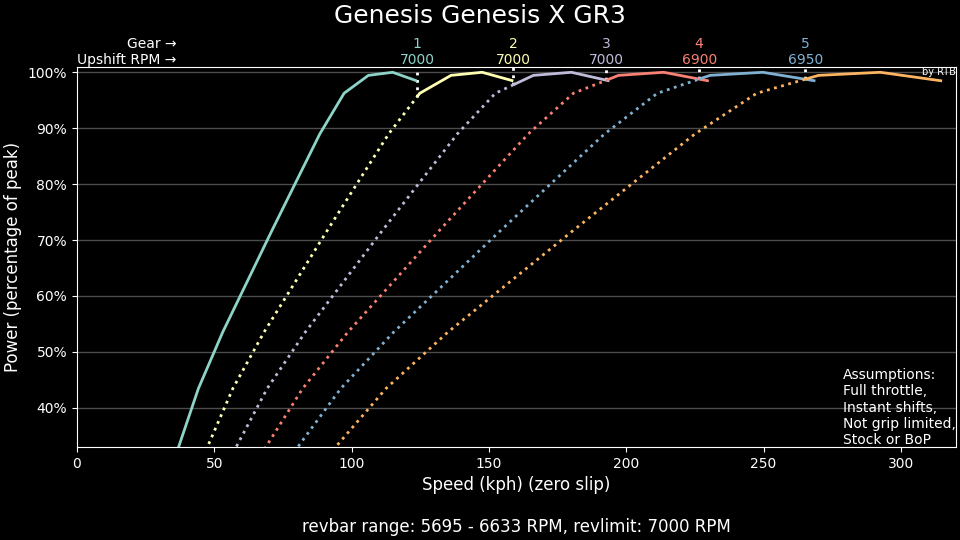 Genesis Genesis X GR3
Gear → 1 2 3 4 5
Upshift RPM → 7000 7000 7000 6900 6950
by RTB
100%
90%
80%
70%
60%
50%
40%
Power (percentage of peak)
Assumptions:
Full throttle,
Instant shifts,
Not grip limited,
Stock or BoP
0 50 100 150 200 250 300
Speed (kph) (zero slip)
revbar range: 5695 - 6633 RPM, revlimit: 7000 RPM